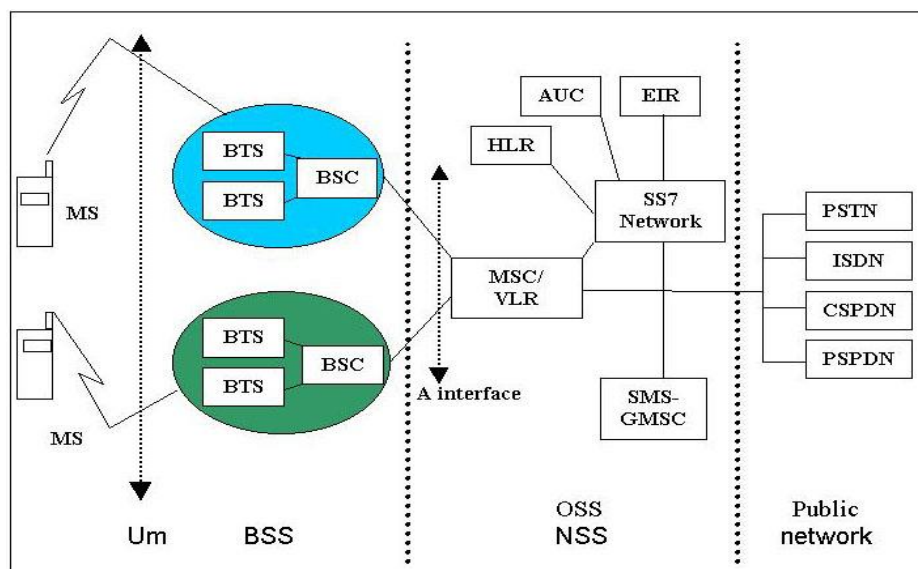 AUC
EIR
BTS
HLR
BSC
MS
BTS
SS7
Network
PSTN
MSC/
VLR
ISDN
CSPDN
BTS
BSC
PSPDN
BTS
A interface
SMS-
GMSC
MS
OSS
Public
Um
BSS
NSS
network